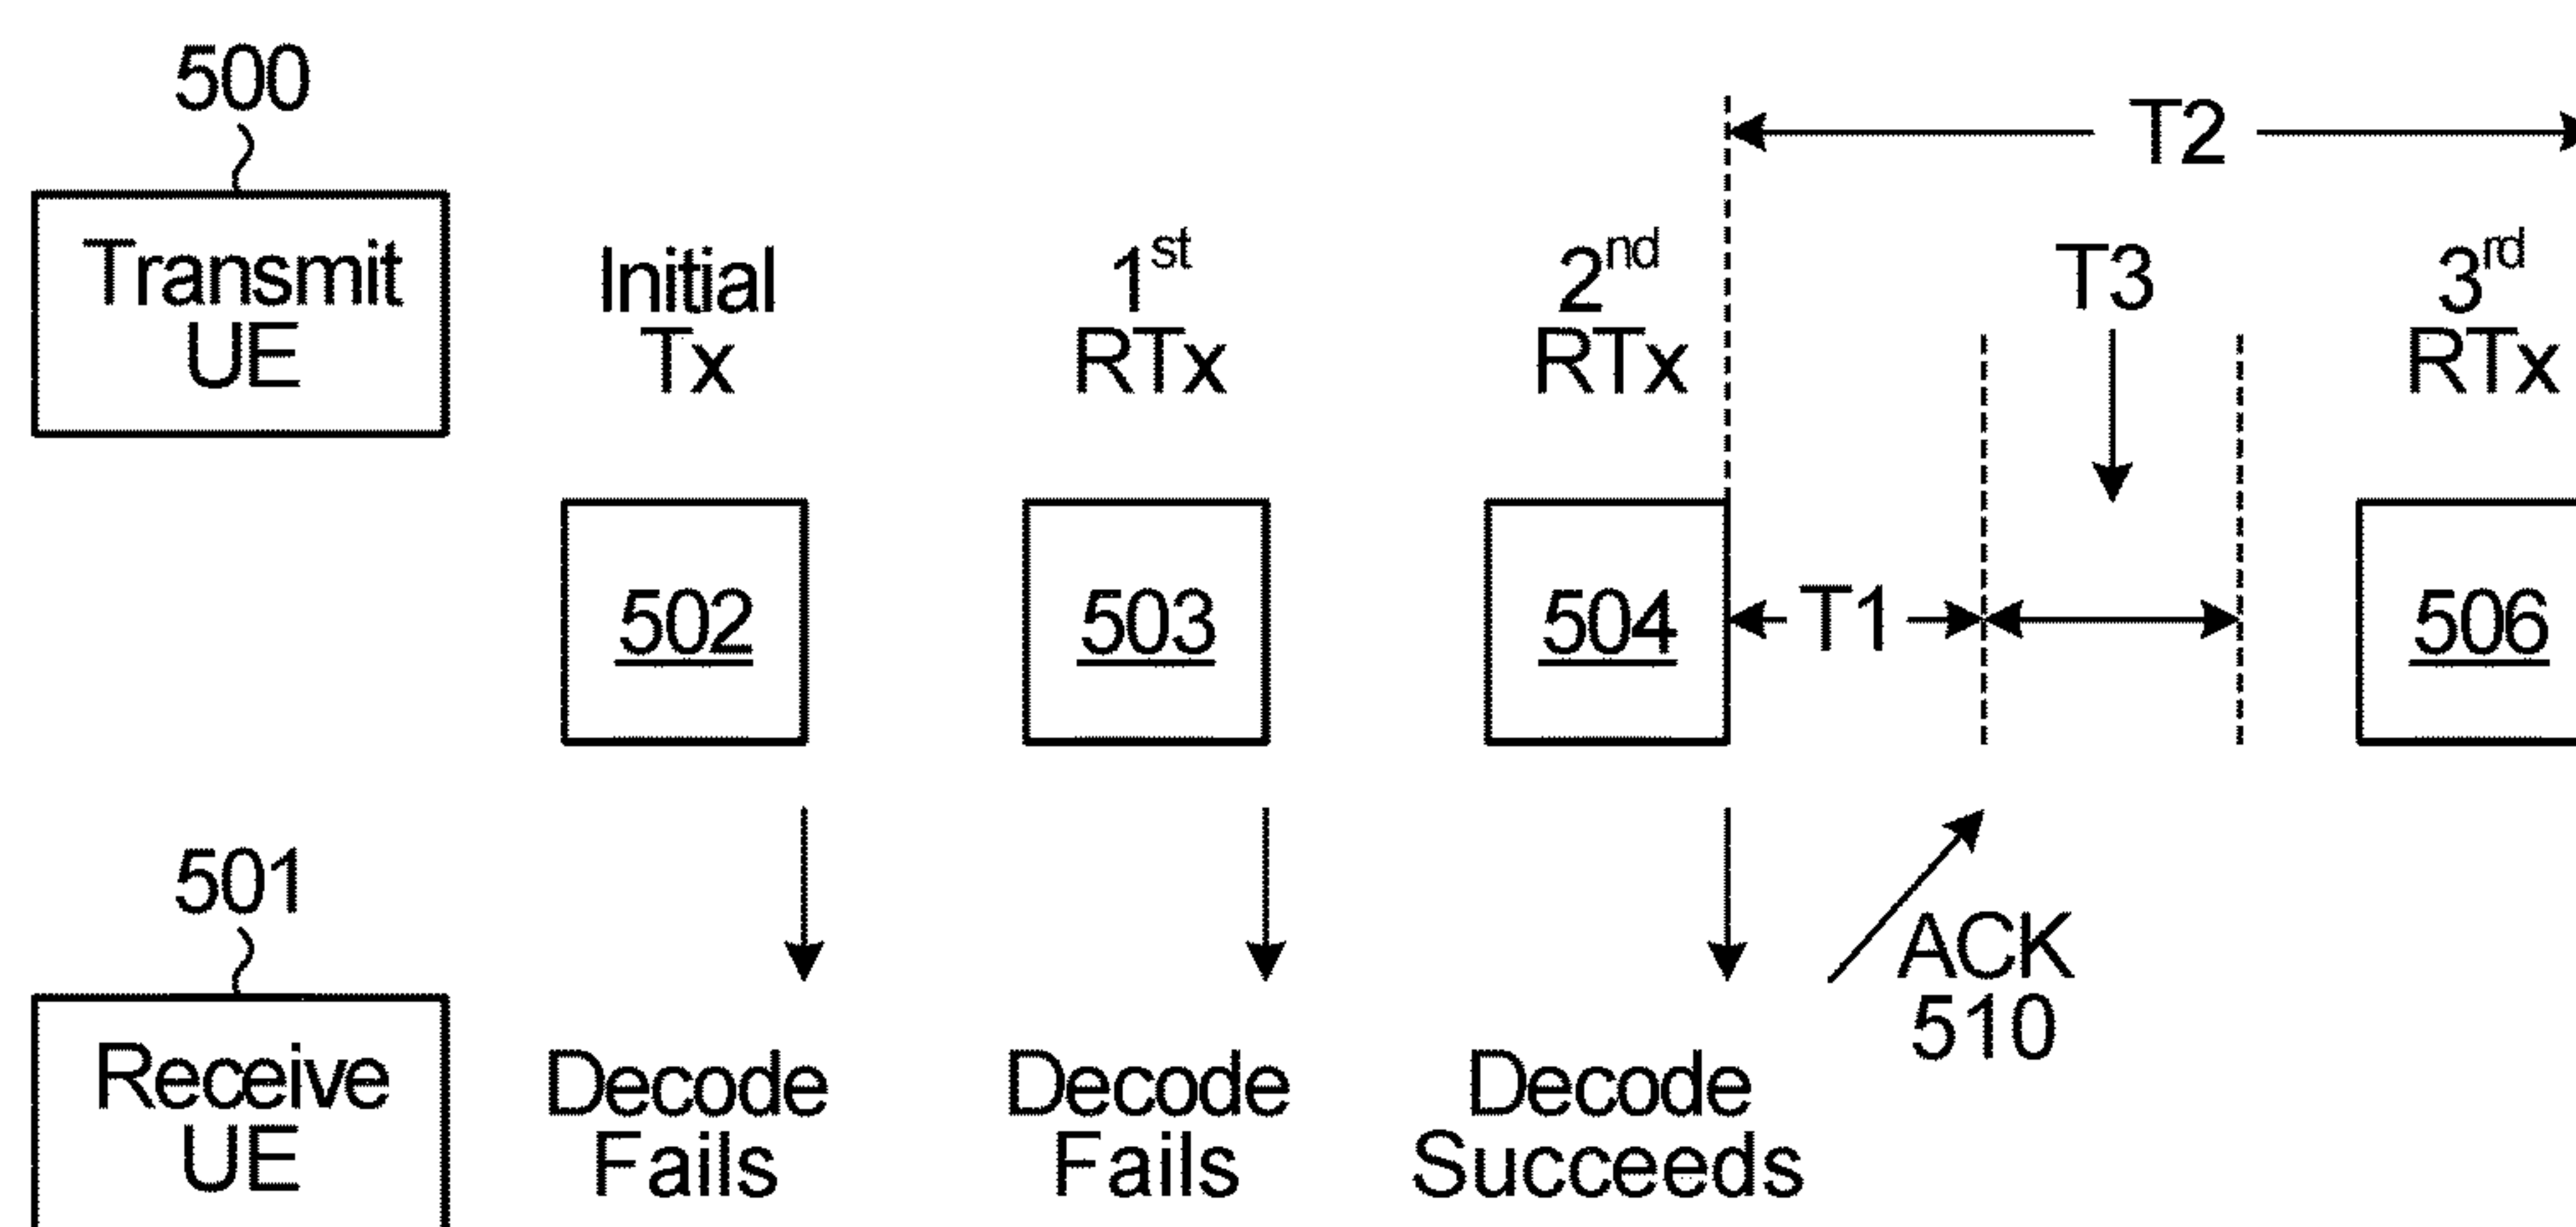 500
Transmit
UE
Initial
Tx
1st
RTx
2nd
RTx
T2
T3
3rd
RTx
502
503
504
T1
506
501
Receive
UE
Decode
Fails
Decode
Fails
Decode
Succeeds
ACK
510